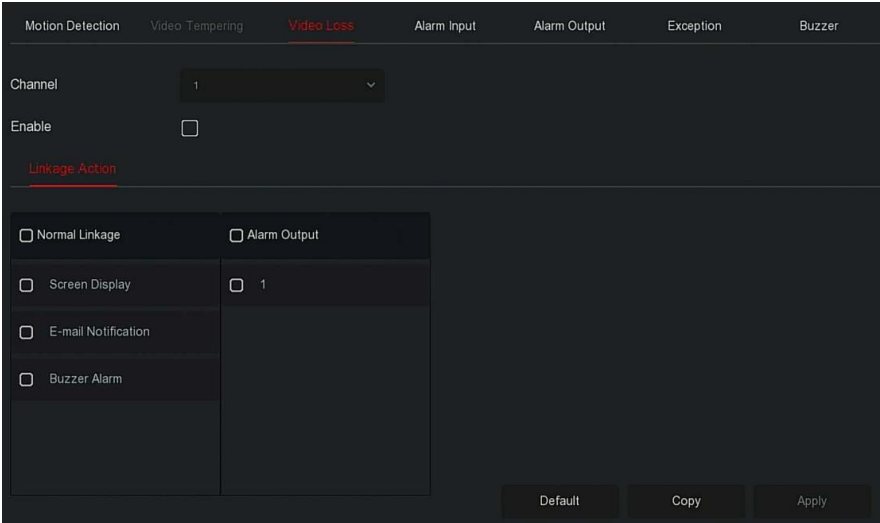 Motion Detection Video Tempering Video Loss Alarm Input Alarm Output Exception Buzzer
Channel 1
Enable
Linkage Action
Normal Linkage Alarm Output
Screen Display 1
E-mail Notification
Buzzer Alarm
Default Copy Apply